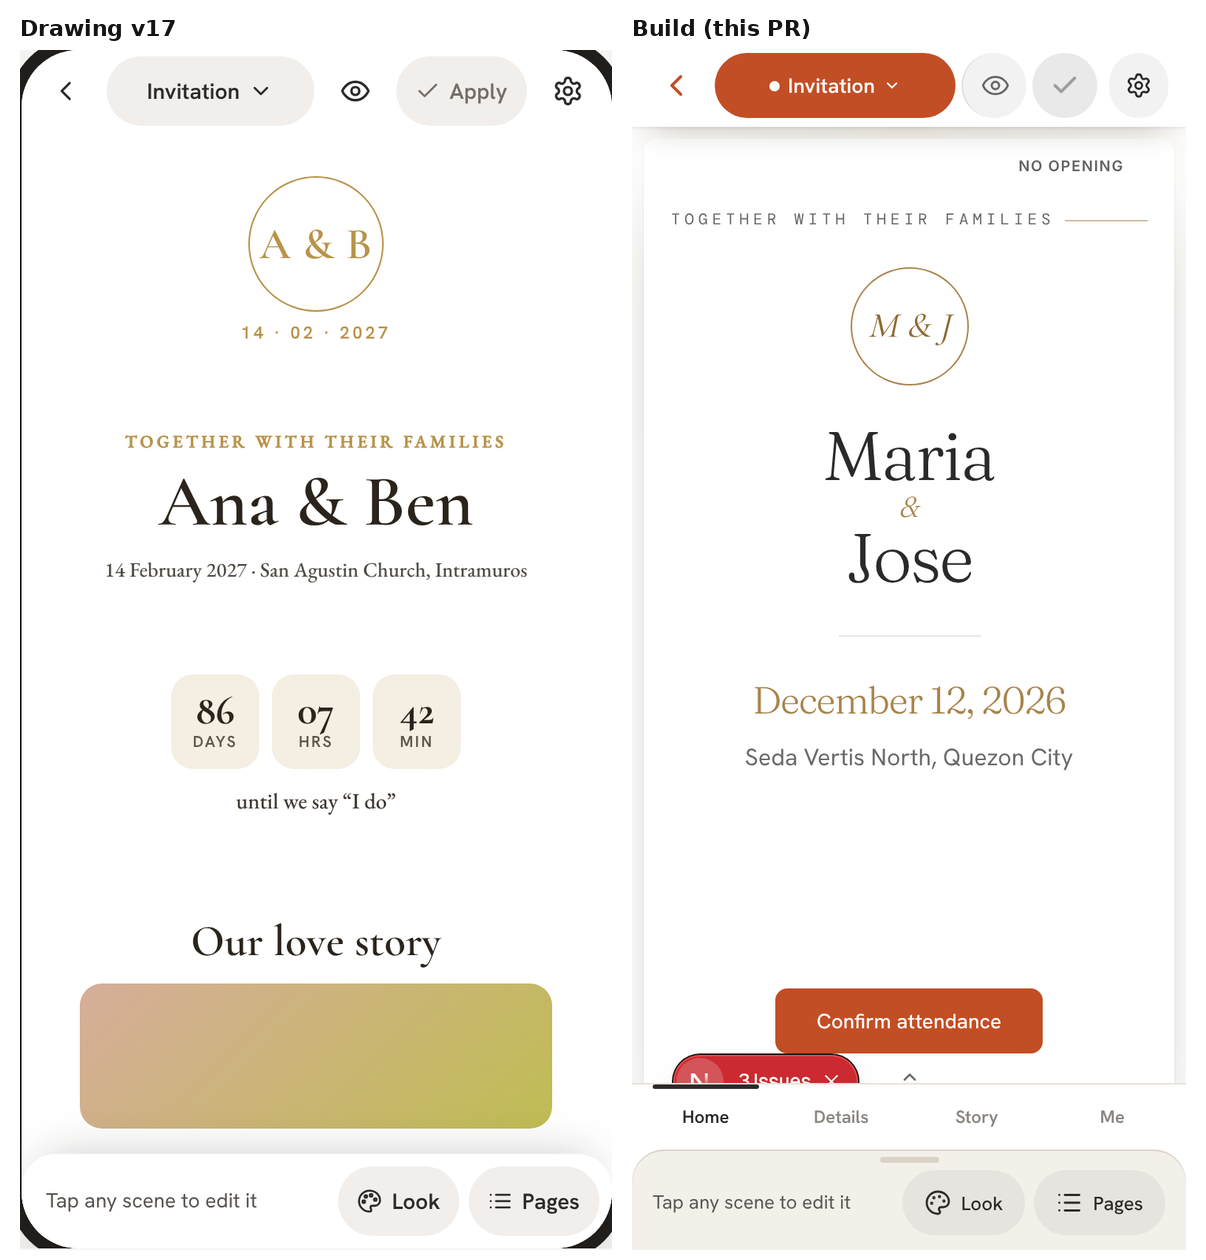 Drawing v17
Invitation
Apply
A & B
14 · 02 · 2027
TOGETHER WITH THEIR FAMILIES
Ana & Ben
14 February 2027 · San Agustin Church, Intramuros
86 07 42
DAYS HRS MIN
until we say “I do”
Our love story
Tap any scene to edit it
Look
Pages
Build (this PR)
Invitation
NO OPENING
TOGETHER WITH THEIR FAMILIES
M & J
Maria
&
Jose
December 12, 2026
Seda Vertis North, Quezon City
Confirm attendance
N 3 Issues
Home Details Story Me
Tap any scene to edit it
Look
Pages